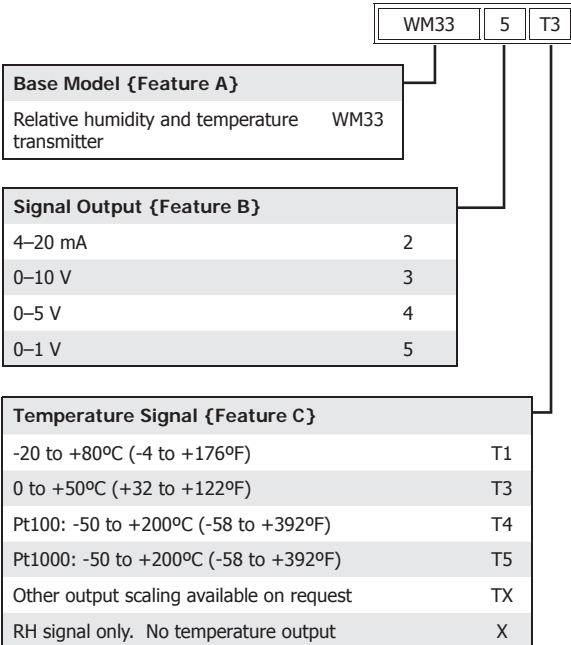 WM33 5 T3
Base Model {Feature A}
Relative humidity and temperature WM33
transmitter
Signal Output {Feature B}
4–20 mA 2
0–10 V 3
0–5 V 4
0–1 V 5
Temperature Signal {Feature C}
-20 to +80ºC (-4 to +176ºF) T1
0 to +50ºC (+32 to +122ºF) T3
Pt100: -50 to +200ºC (-58 to +392ºF) T4
Pt1000: -50 to +200ºC (-58 to +392ºF) T5
Other output scaling available on request TX
RH signal only. No temperature output X